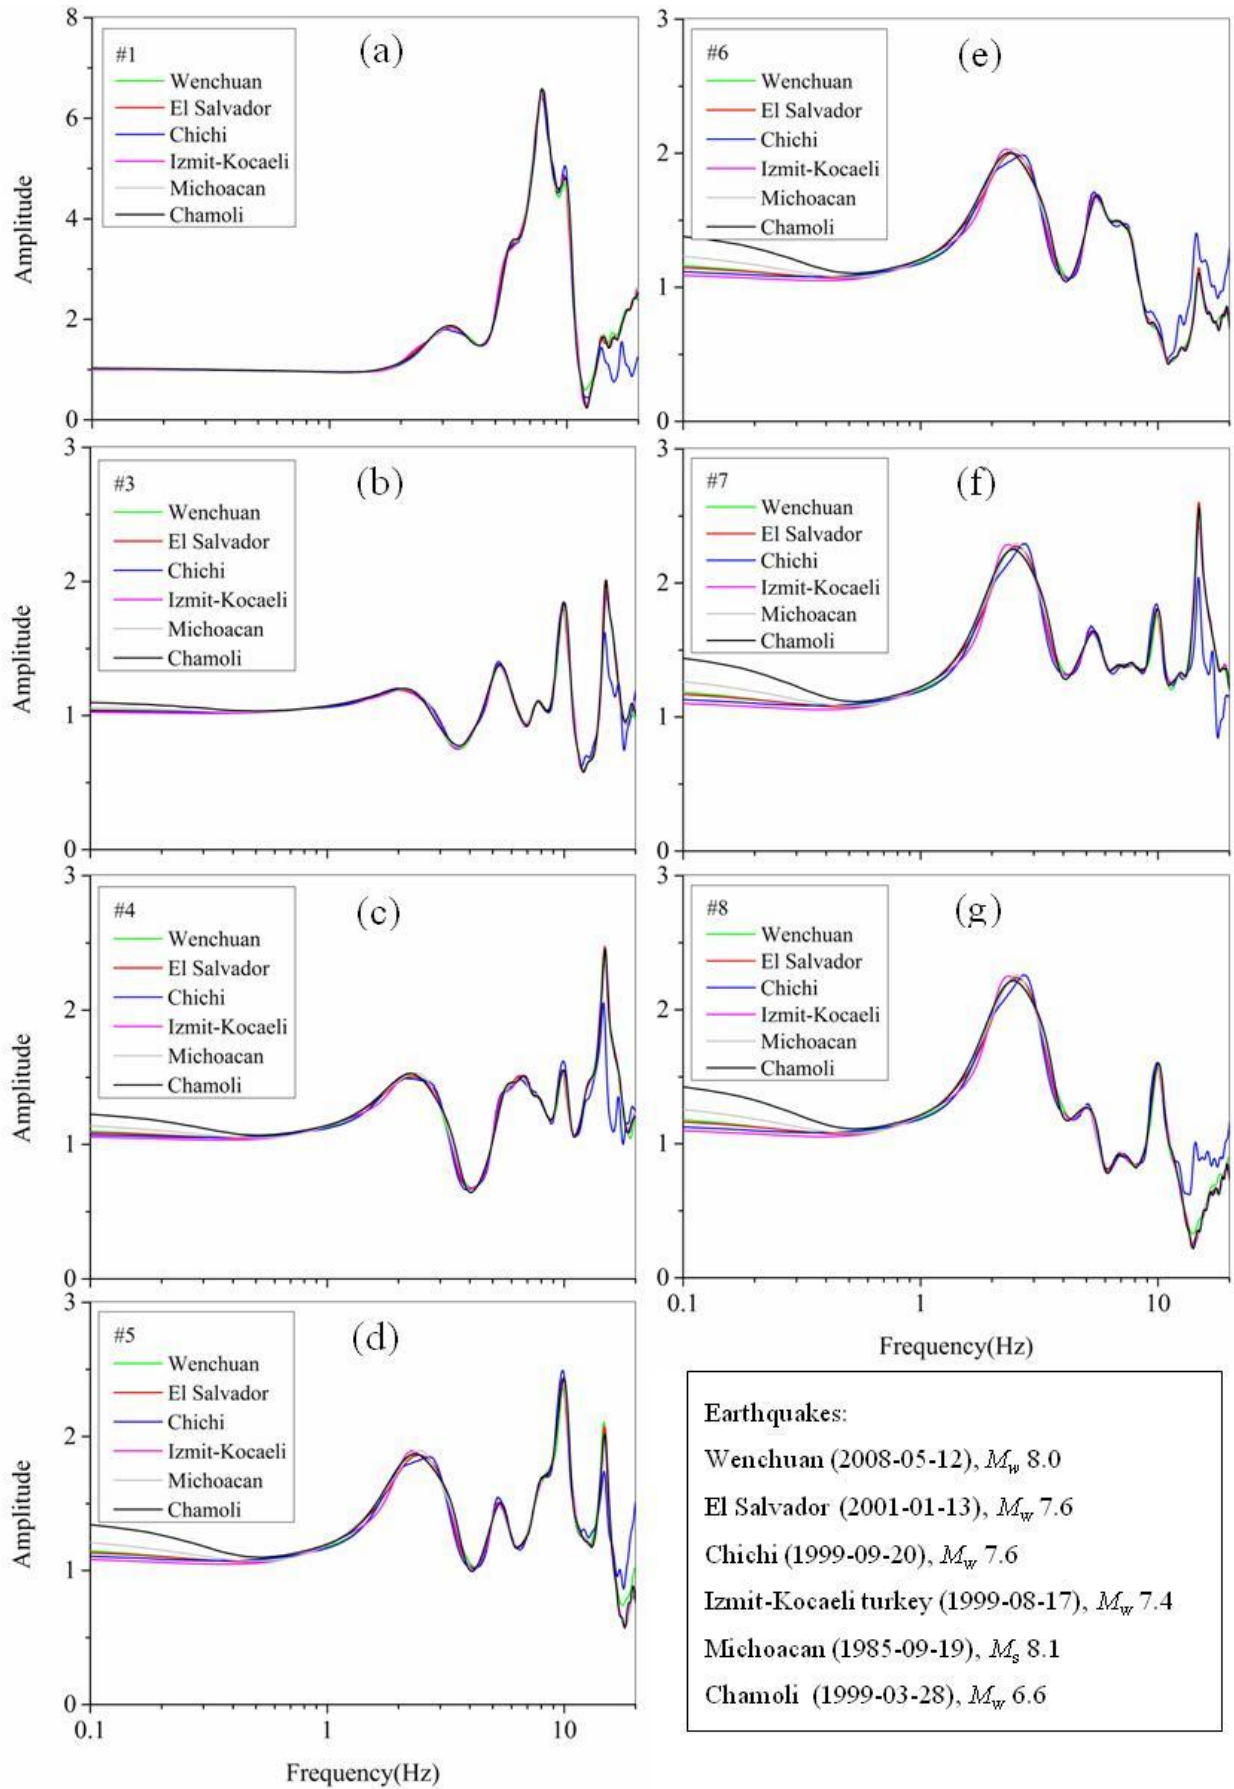 8
6
4
2
0
Amplitude
#1
Wenchuan
El Salvador
Chichi
Izmit-Kocaeli
Michoacan
Chamoli
(a)
3
2
1
0
Amplitude
#3
Wenchuan
El Salvador
Chichi
Izmit-Kocaeli
Michoacan
Chamoli
(b)
3
2
1
0
Amplitude
#4
Wenchuan
El Salvador
Chichi
Izmit-Kocaeli
Michoacan
Chamoli
(c)
3
2
1
0
Amplitude
#5
Wenchuan
El Salvador
Chichi
Izmit-Kocaeli
Michoacan
Chamoli
(d)
0.1 1 10
Frequency(Hz)
3
2
1
0
#6
Wenchuan
El Salvador
Chichi
Izmit-Kocaeli
Michoacan
Chamoli
(e)
3
2
1
0
#7
Wenchuan
El Salvador
Chichi
Izmit-Kocaeli
Michoacan
Chamoli
(f)
3
2
1
0
#8
Wenchuan
El Salvador
Chichi
Izmit-Kocaeli
Michoacan
Chamoli
(g)
0.1 1 10
Frequency(Hz)
Earthquakes:
Wenchuan (2008-05-12), Mw 8.0
El Salvador (2001-01-13), Mw 7.6
Chichi (1999-09-20), Mw 7.6
Izmit-Kocaeli turkey (1999-08-17), Mw 7.4
Michoacan (1985-09-19), Ms 8.1
Chamoli (1999-03-28), Mw 6.6